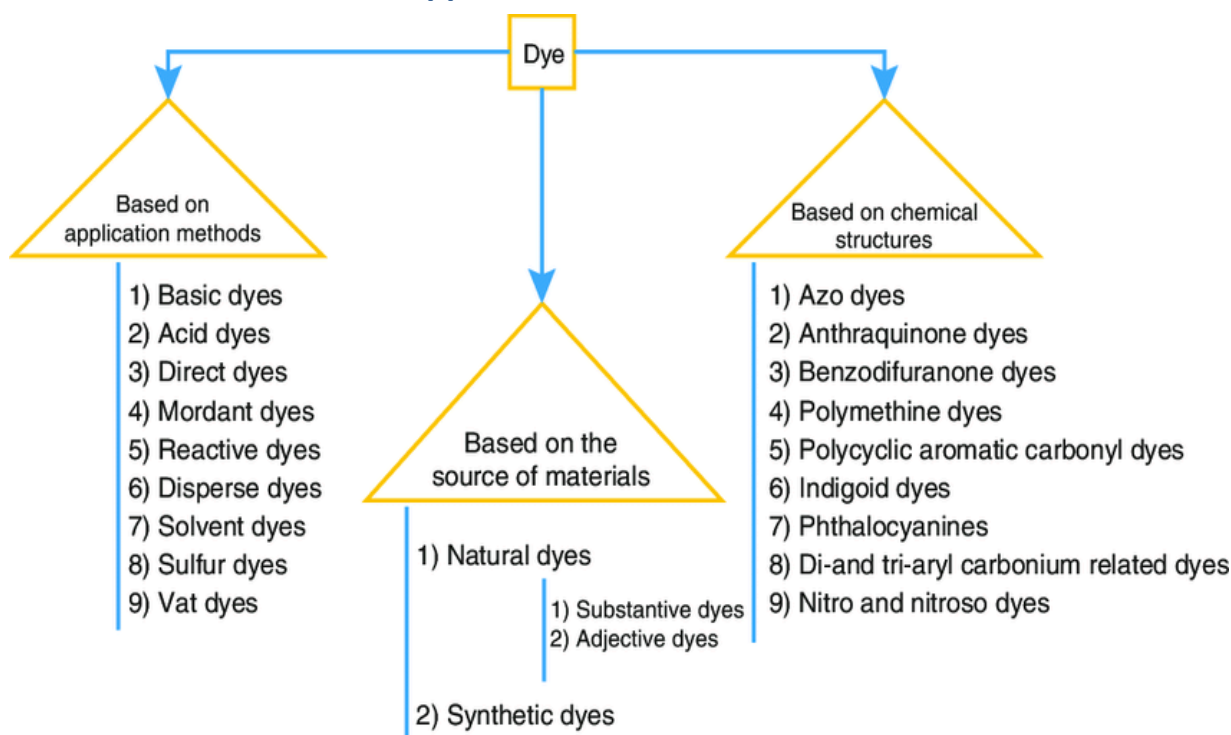 Dye
Based on
application methods
1) Basic dyes
2) Acid dyes
3) Direct dyes
4) Mordant dyes
5) Reactive dyes
6) Disperse dyes
7) Solvent dyes
8) Sulfur dyes
9) Vat dyes
Based on the
source of materials
1) Natural dyes
1) Substantive dyes
2) Adjective dyes
2) Synthetic dyes
Based on chemical
structures
1) Azo dyes
2) Anthraquinone dyes
3) Benzodifuranone dyes
4) Polymethine dyes
5) Polycyclic aromatic carbonyl dyes
6) Indigoid dyes
7) Phthalocyanines
8) Di-and tri-aryl carbonium related dyes
9) Nitro and nitroso dyes